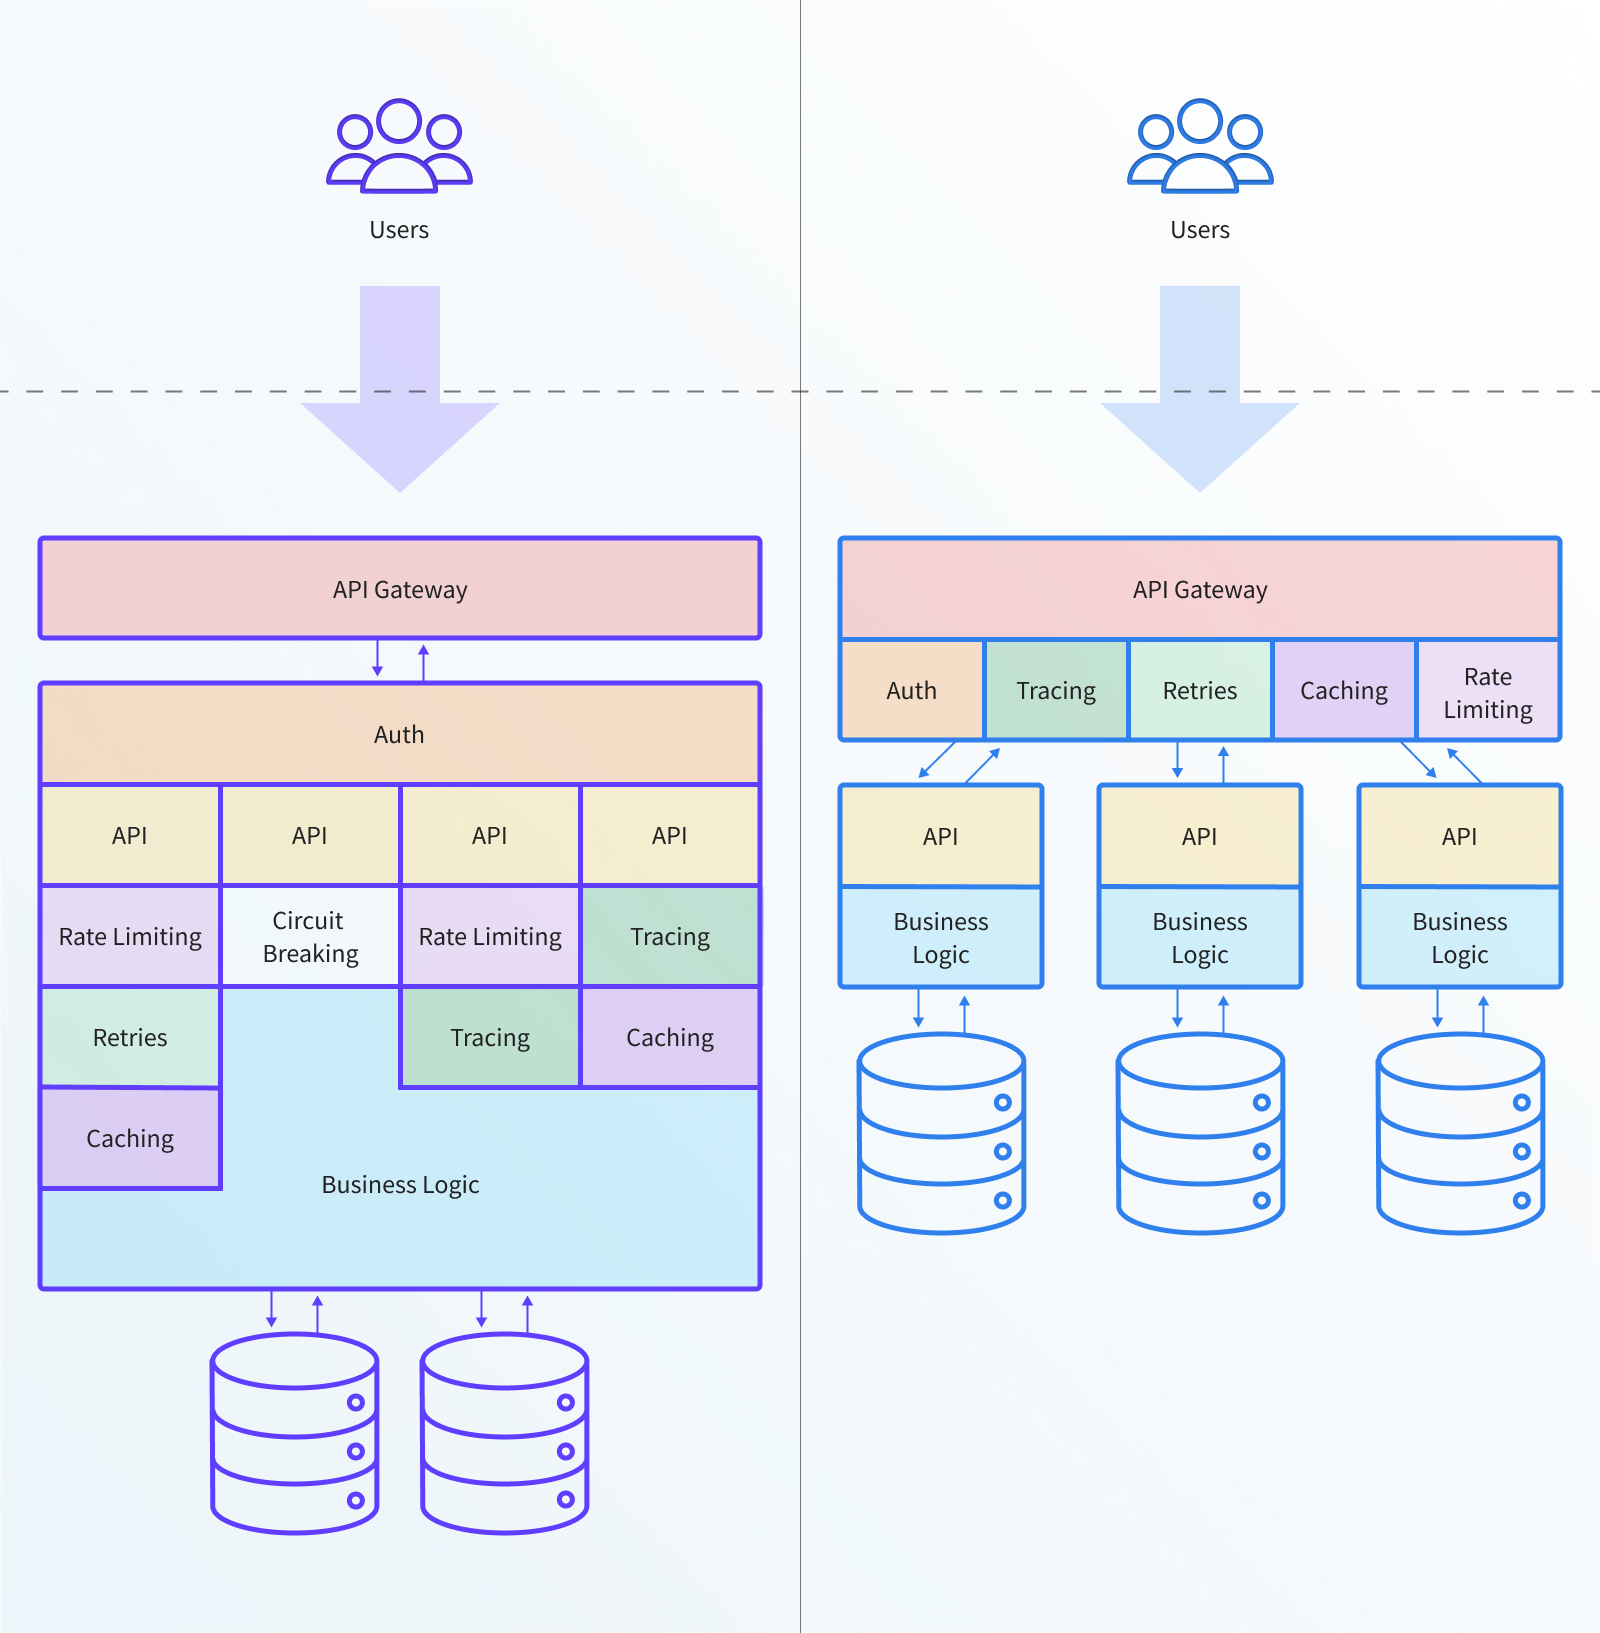 Users
API Gateway
Auth
API
API
API
API
Rate Limiting
Circuit
Breaking
Rate Limiting
Tracing
Retries
Tracing
Caching
Caching
Business Logic
Users
API Gateway
Auth
Tracing
Retries
Caching
Rate
Limiting
API
API
API
Business
Logic
Business
Logic
Business
Logic